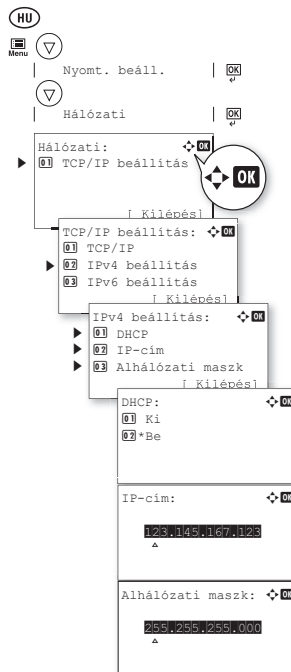 HU
Menu
Nyomt. beáll. OK
Hálózati OK
Hálózati: OK
01 TCP/IP beállítás
OK
[ Kilépés]
TCP/IP beállítás: OK
01 TCP/IP
02 IPv4 beállítás
03 IPv6 beállítás
[ Kilépés]
IPv4 beállítás: OK
01 DHCP
02 IP-cím
03 Alhálózati maszk
[ Kilépés]
DHCP: OK
01 Ki
02 *Be
IP-cím: OK
123.145.167.123
Alhálózati maszk: OK
255.255.255.000